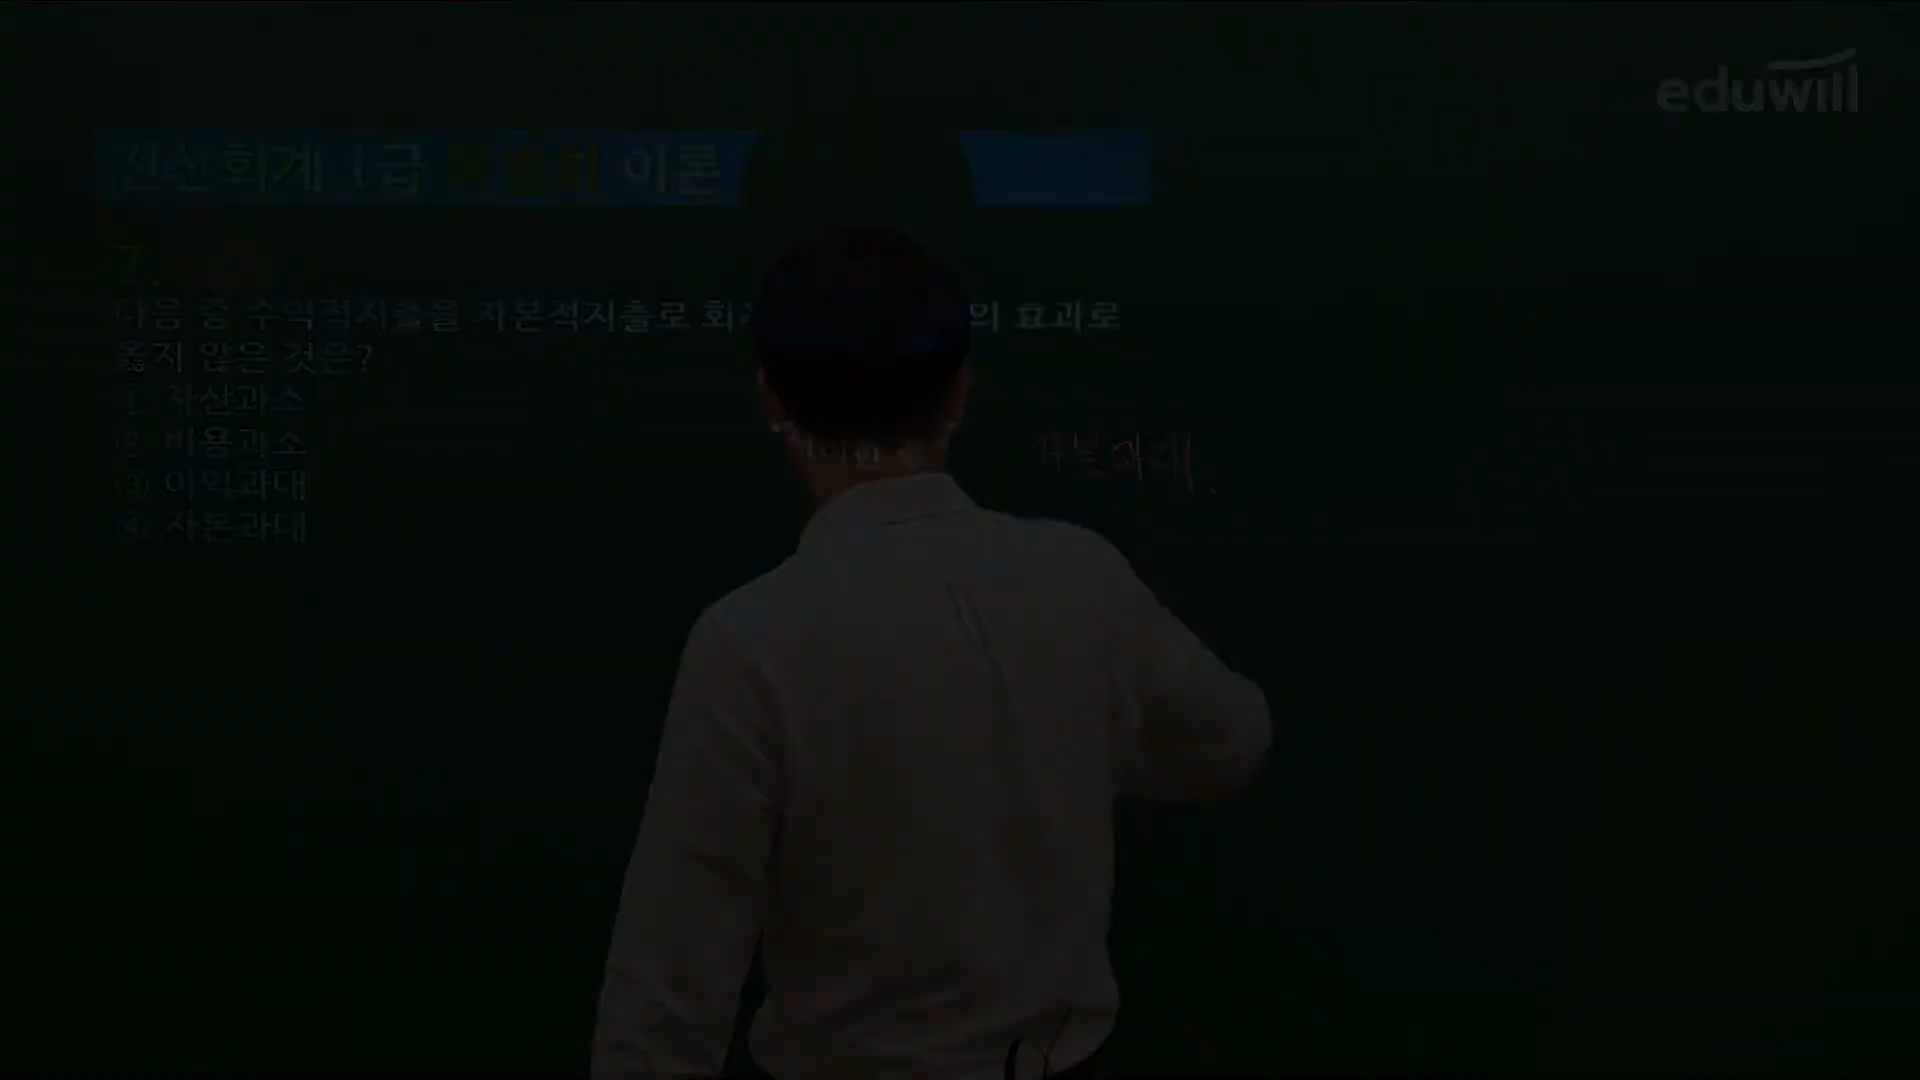 eduwill
전산회계 1급 이론
7.
다음 중 수익적지출을 자본적지출로 의 효과로
옳지 않은 것은?
① 자산과소
② 비용과소
③ 이익과대
④ 자본과대